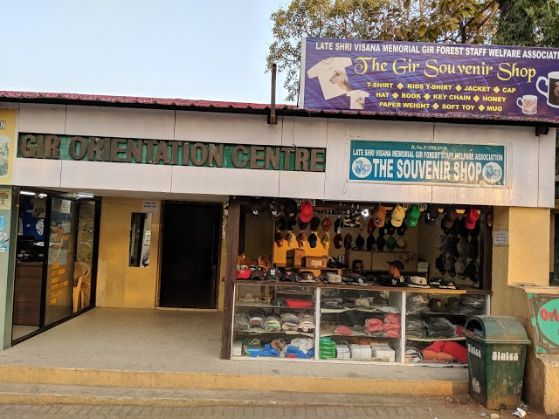 LATE SHRI VISANA MEMORIAL GIR FOREST STAFF WELFARE ASSOCIATION
The Gir Souvenir Shop
T-SHIRT ◆ KIDS T-SHIRT ◆ JACKET ◆ CAP
HAT ◆ BOOK ◆ KEY CHAIN ◆ HONEY
PAPER WEIGHT ◆ SOFT TOY ◆ MUG
GIR ORIENTATION CENTRE
LATE SHRI VISANA MEMORIAL GIR FOREST STAFF WELFARE ASSOCIATION
THE SOUVENIR SHOP
Sintex